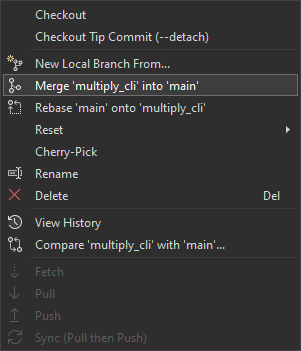 Checkout
Checkout Tip Commit (--detach)
New Local Branch From...
Merge 'multiply_cli' into 'main'
Rebase 'main' onto 'multiply_cli'
Reset
Cherry-Pick
Rename
Delete Del
View History
Compare 'multiply_cli' with 'main'...
Fetch
Pull
Push
Sync (Pull then Push)